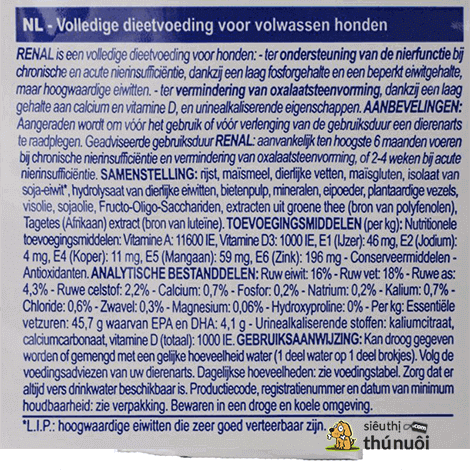 NL - Volledige dieetvoeding voor volwassen honden
RENAL is een volledige dieetvoeding voor honden: - ter ondersteuning van de nierfunctie bij
chronische en acute nierinsufficiëntie, dankzij een laag fosforgehalte en een beperkt eiwitgehalte,
maar hoogwaardige eiwitten. - ter vermindering van oxalaatsteenvorming, dankzij een laag
gehalte aan calcium en vitamine D, en urinealkaliserende eigenschappen. AANBEVELINGEN:
Aangeraden wordt om vóór het gebruik of vóór verlenging van de gebruiksduur een dierenarts
te raadplegen. Geadviseerde gebruiksduur RENAL: aanvankelijk ten hoogste 6 maanden voeren
bij chronische nierinsufficiëntie en vermindering van oxalaatsteenvorming, of 2-4 weken bij acute
nierinsufficiëntie. SAMENSTELLING: rijst, maïsmeel, dierlijke vetten, maïsgluten, isolaat van
soja-eiwit*, hydrolysaat van dierlijke eiwitten, bietenpulp, mineralen, eipoeder, plantaardige vezels,
visolie, sojaolie, Fructo-Oligo-Sacchariden, extracten uit groene thee (bron van polyfenolen),
Tagetes (Afrikaan) extract (bron van luteïne). TOEVOEGINGSMIDDELEN (per kg): Nutritionele
toevoegingsmiddelen: Vitamine A: 11600 IE, Vitamine D3: 1000 IE, E1 (IJzer): 46 mg, E2 (Jodium):
4 mg, E4 (Koper): 11 mg, E5 (Mangaan): 59 mg, E6 (Zink): 196 mg - Conserveermiddelen -
Antioxidanten. ANALYTISCHE BESTANDDELEN: Ruw eiwit: 16% - Ruw vet: 18% - Ruwe as:
4,3% - Ruwe celstof: 2,2% - Calcium: 0,7% - Fosfor: 0,2% - Natrium: 0,2% - Kalium: 0,7% -
Chloride: 0,6% - Zwavel: 0,3% - Magnesium: 0,06% - Hydroxyproline: 0% - Per kg: Essentiële
vetzuren: 45,7 g waarvan EPA en DHA: 4,1 g - Urinealkaliserende stoffen: kaliumcitraat,
calciumcarbonaat, vitamine D (totaal): 1000 IE. GEBRUIKSAANWIJZING: Kan droog gegeven
worden of gemengd met een gelijke hoeveelheid water (1 deel water op 1 deel brokjes). Volg de
voedingsadviezen van uw dierenarts. Dagelijkse hoeveelheden: zie voedingstabel. Zorg dat er
altijd vers drinkwater beschikbaar is. Productiecode, registratienummer en datum van minimum
houdbaarheid: zie verpakking. Bewaren in een droge en koele omgeving.
*L.I.P.: hoogwaardige eiwitten die zeer goed verteerbaar zijn.
siêuthị.com
thúnuôi